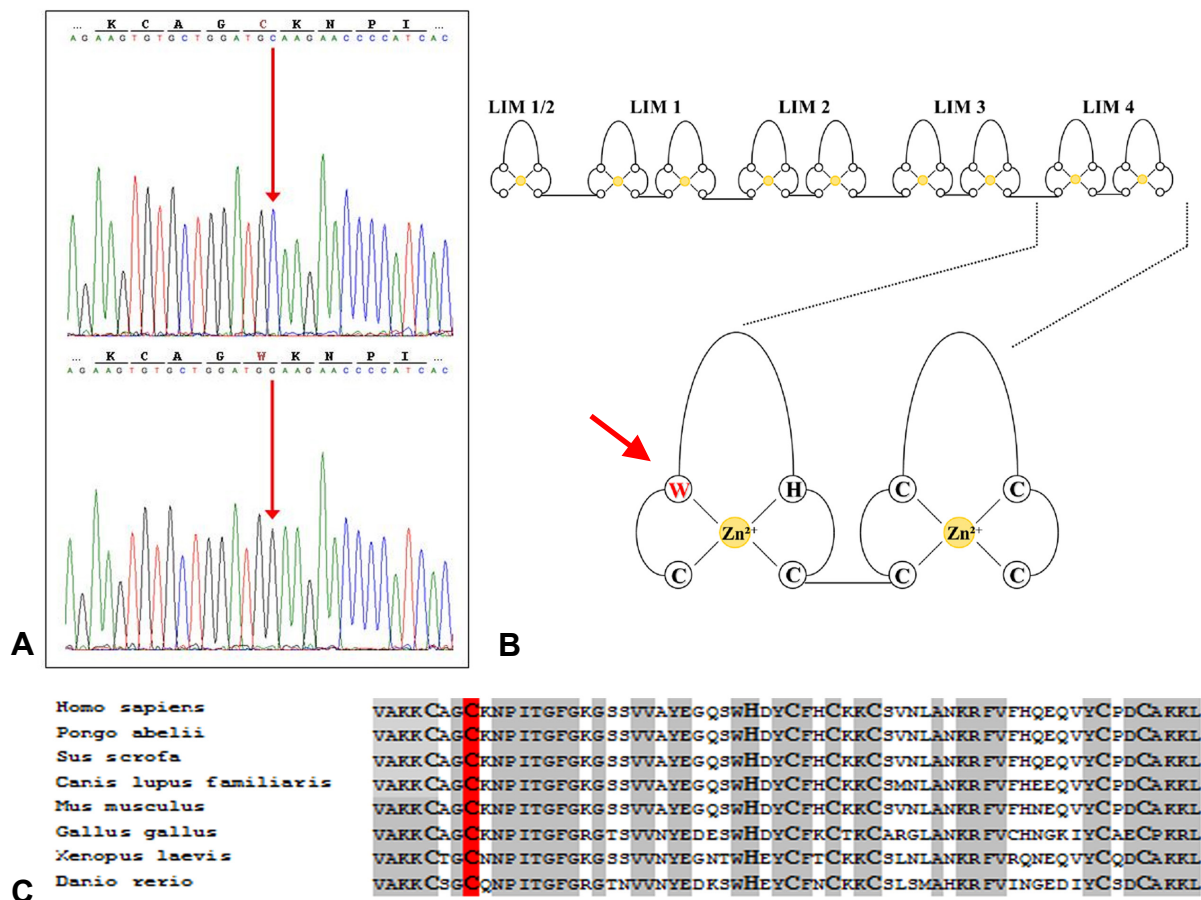 ... K C A G C K N P I ...
AGAAGTGTGCTGGATGCAAGAACCCCATCAC
... K C A G W K N P I ...
AGAAGTGTGCTGGATGGAAGAACCCCATCAC
A
LIM 1/2 LIM 1 LIM 2 LIM 3 LIM 4
W H C C
Zn²⁺ Zn²⁺
C C C C
B
Homo sapiens VAKKCAGCKNPITGFGKGSSVVAYEGQSWHDYCFHCKKCSVNLANKRFVFHQEQVYCPDCAKKL
Pongo abelii VAKKCAGCKNPITGFGKGSSVVAYEGQSWHDYCFHCKKCSVNLANKRFVFHQEQVYCPDCAKKL
Sus scrofa VAKKCAGCKNPITGFGKGSSVVAYEGQSWHDYCFHCKKCSVNLANKRFVFHQEQVYCPDCAKKL
Canis lupus familiaris VAKKCAGCKNPITGFGKGSSVVAYEGQSWHDYCFHCKKCSMNLANKRFVFHEEQVYCPDCAKKL
Mus musculus VAKKCAGCKNPITGFGKGSSVVAYEGQSWHDYCFHCKKCSVNLANKRFVFHNEQVYCPDCAKKL
Gallus gallus VAKKCAGCKNPITGFGRGTSVVNYEDESWHDYCFKCTKCARGLANKRFVCHNGKIYCAECPKRL
Xenopus laevis VAKKCTGCNNPITGFGKGSSVVNYEGNTWHEYCFTCKKCSLNLANKRFVRQNEQVYCQDCAKKL
Danio rerio VAKKCSGCQNPITGFGRGTNVVNYEDKSWHEYCFNCKKCSLSMAHKRFVINGEDIYCSDCAKKL
C